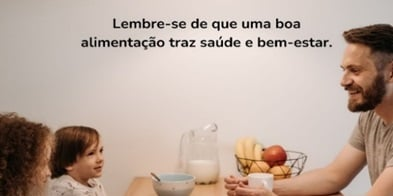 Lembre-se de que uma boa
alimentação traz saúde e bem-estar.